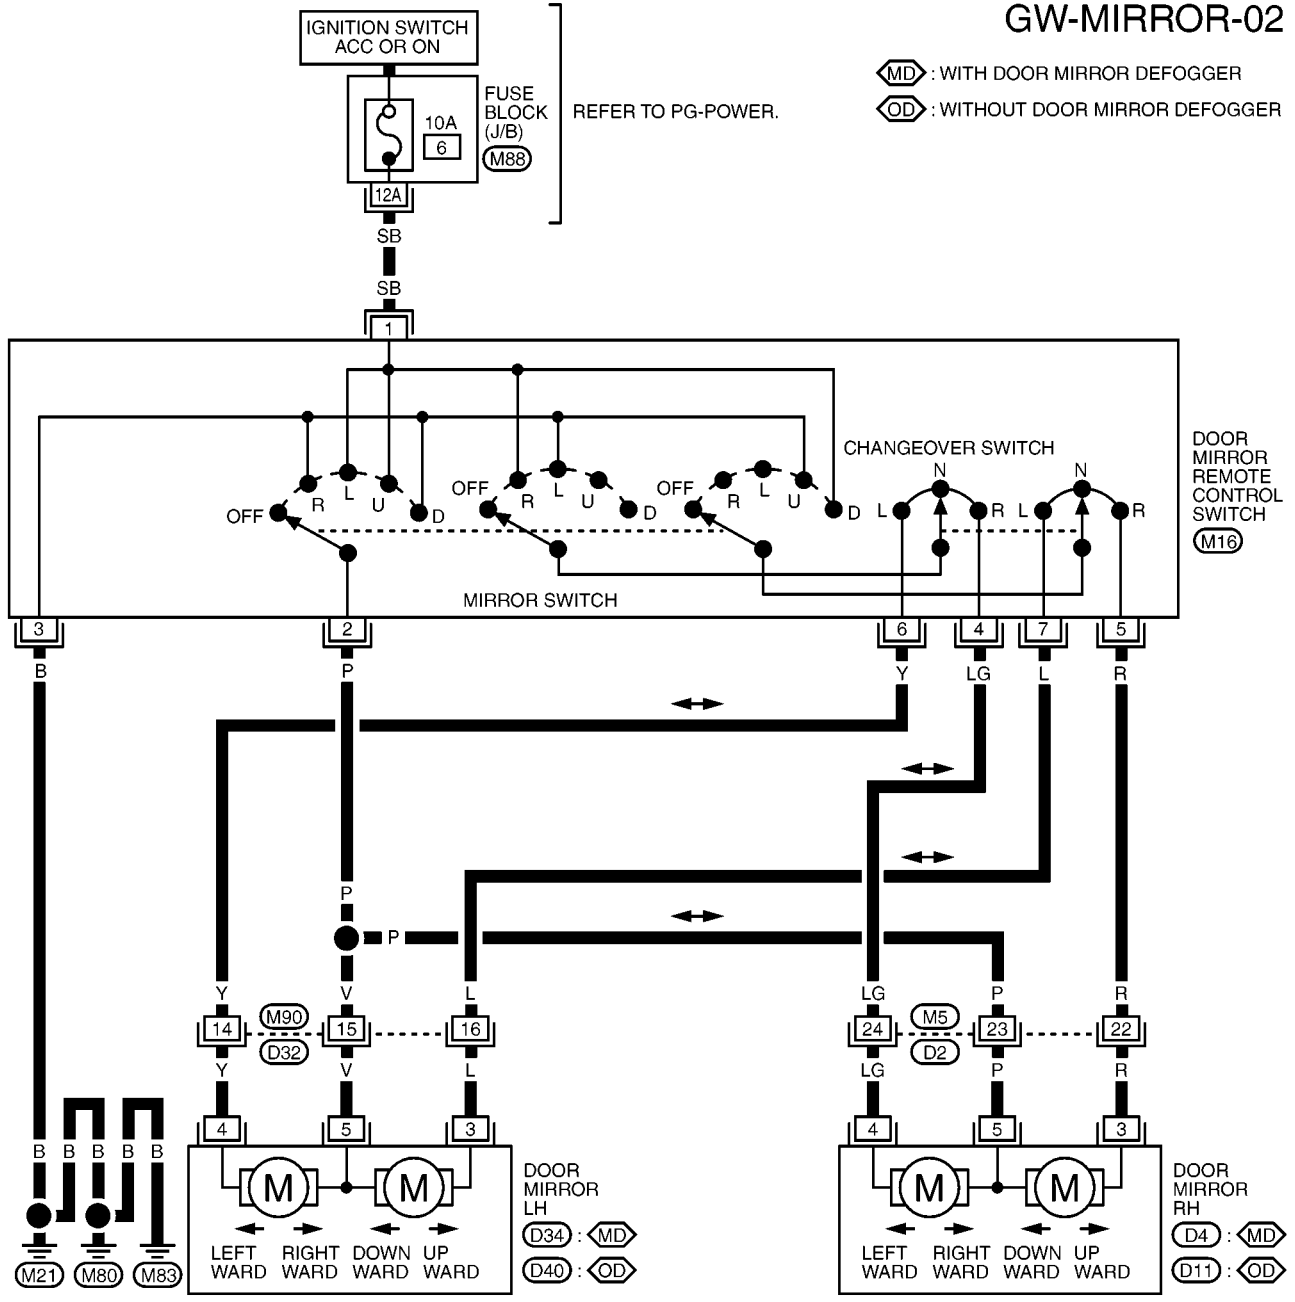 GW-MIRROR-02
IGNITION SWITCH
ACC OR ON
MD : WITH DOOR MIRROR DEFOGGER
OD : WITHOUT DOOR MIRROR DEFOGGER
FUSE
BLOCK
(J/B)
M88
10A
6
REFER TO PG-POWER.
12A
SB
SB
1
CHANGEOVER SWITCH
OFF R L U D
OFF R L U D
OFF R L U D
L N R
L N R
MIRROR SWITCH
DOOR
MIRROR
REMOTE
CONTROL
SWITCH
M16
3 2 6 4 7 5
B P Y LG L R
P
P
Y V L LG P R
14 M90 15 16 24 M5 23 22
D32 D2
Y V L LG P R
4 5 3 4 5 3
B B B B B
M M M M
DOOR
MIRROR
LH
D34 : MD
D40 : OD
DOOR
MIRROR
RH
D4 : MD
D11 : OD
LEFT RIGHT DOWN UP
WARD WARD WARD WARD
LEFT RIGHT DOWN UP
WARD WARD WARD WARD
M21 M80 M83